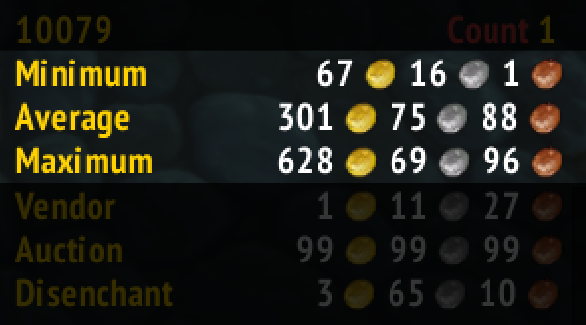 10079 Count 1
Minimum 67 16 1
Average 301 75 88
Maximum 628 69 96
Vendor 1 11 27
Auction 99 99 99
Disenchant 3 65 10